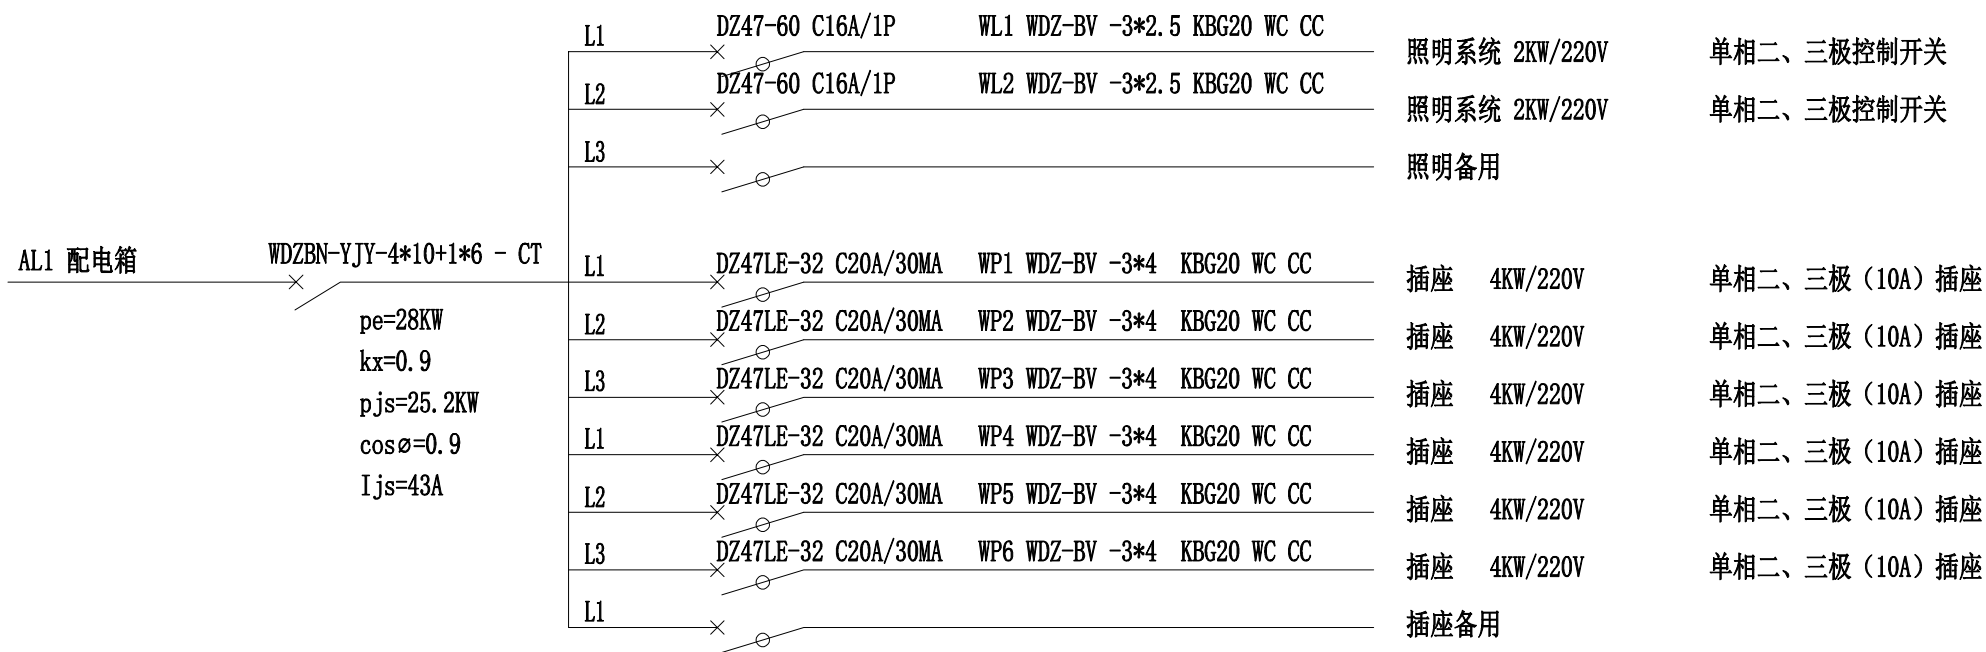 L1 DZ47-60 C16A/1P WL1 WDZ-BV -3*2.5 KBG20 WC CC 照明系统 2KW/220V 单相二、三极控制开关
L2 DZ47-60 C16A/1P WL2 WDZ-BV -3*2.5 KBG20 WC CC 照明系统 2KW/220V 单相二、三极控制开关
L3 照明备用
AL1 配电箱 WDZBN-YJY-4*10+1*6 - CT L1 DZ47LE-32 C20A/30MA WP1 WDZ-BV -3*4 KBG20 WC CC 插座 4KW/220V 单相二、三极（10A）插座
pe=28KW L2 DZ47LE-32 C20A/30MA WP2 WDZ-BV -3*4 KBG20 WC CC 插座 4KW/220V 单相二、三极（10A）插座
kx=0.9
L3 DZ47LE-32 C20A/30MA WP3 WDZ-BV -3*4 KBG20 WC CC 插座 4KW/220V 单相二、三极（10A）插座
pjs=25.2KW
cosø=0.9 L1 DZ47LE-32 C20A/30MA WP4 WDZ-BV -3*4 KBG20 WC CC 插座 4KW/220V 单相二、三极（10A）插座
Ijs=43A L2 DZ47LE-32 C20A/30MA WP5 WDZ-BV -3*4 KBG20 WC CC 插座 4KW/220V 单相二、三极（10A）插座
L3 DZ47LE-32 C20A/30MA WP6 WDZ-BV -3*4 KBG20 WC CC 插座 4KW/220V 单相二、三极（10A）插座
L1 插座备用